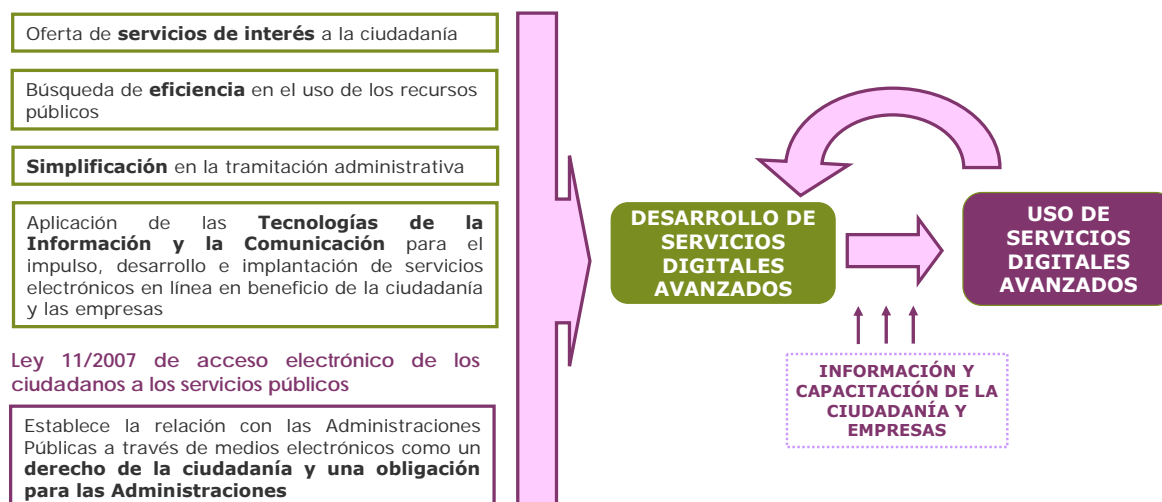 Oferta de servicios de interés a la ciudadanía
Búsqueda de eficiencia en el uso de los recursos
públicos
Simplificación en la tramitación administrativa
Aplicación de las Tecnologías de la
Información y la Comunicación para el
impulso, desarrollo e implantación de servicios
electrónicos en línea en beneficio de la ciudadanía
y las empresas
Ley 11/2007 de acceso electrónico de los
ciudadanos a los servicios públicos
Establece la relación con las Administraciones
Públicas a través de medios electrónicos como un
derecho de la ciudadanía y una obligación
para las Administraciones
DESARROLLO DE
SERVICIOS
DIGITALES
AVANZADOS
USO DE
SERVICIOS
DIGITALES
AVANZADOS
INFORMACIÓN Y
CAPACITACIÓN DE LA
CIUDADANÍA Y
EMPRESAS